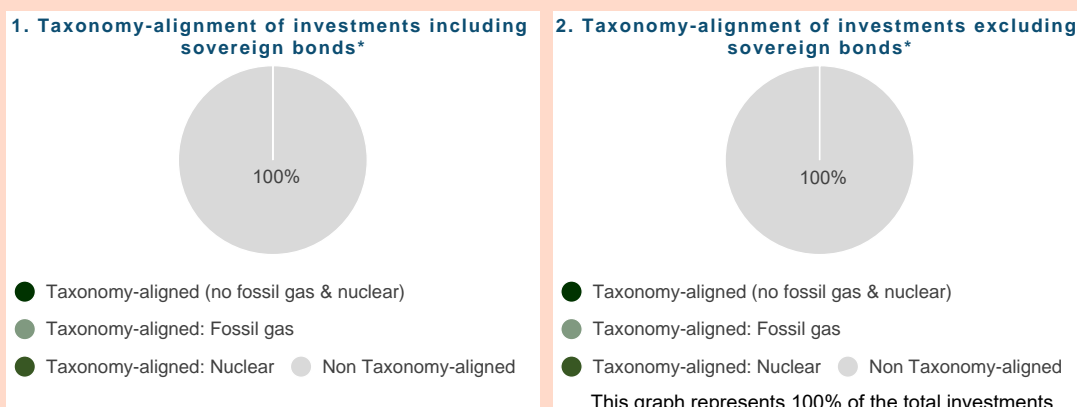 1. Taxonomy-alignment of investments including
sovereign bonds*
100%
Taxonomy-aligned (no fossil gas & nuclear)
Taxonomy-aligned: Fossil gas
Taxonomy-aligned: Nuclear
Non Taxonomy-aligned
2. Taxonomy-alignment of investments excluding
sovereign bonds*
100%
Taxonomy-aligned (no fossil gas & nuclear)
Taxonomy-aligned: Fossil gas
Taxonomy-aligned: Nuclear
Non Taxonomy-aligned
This graph represents 100% of the total investments